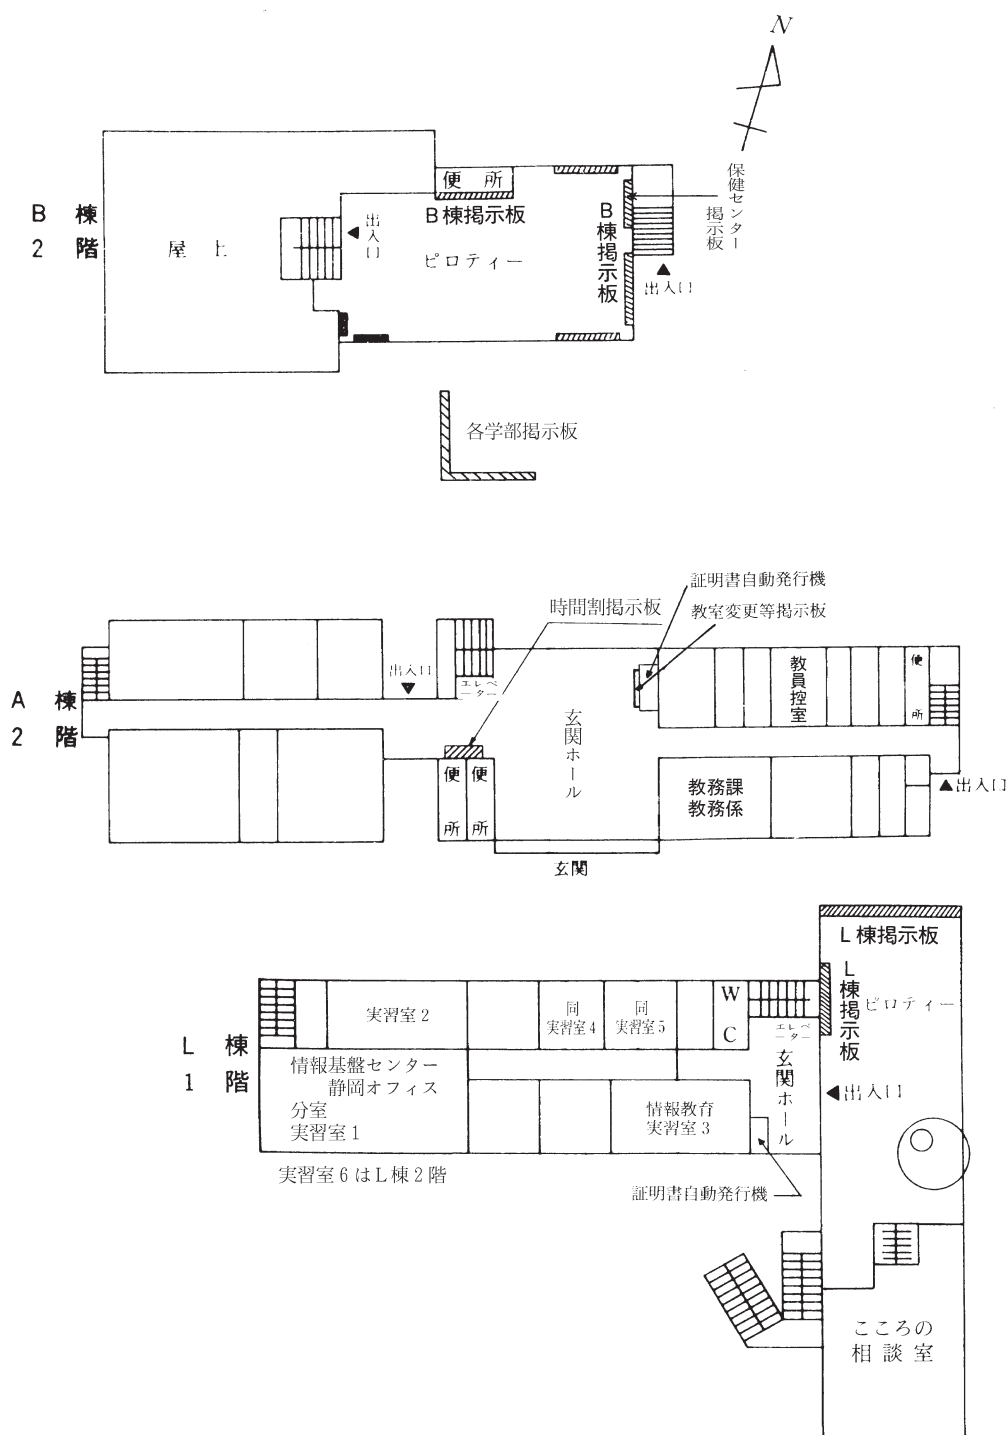 N
保健センター
掲示板
B 棟
2 階
屋 上
出入口
便 所
B棟掲示板
ピロティー
B棟掲示板
出入口
各学部掲示板
証明書自動発行機
教室変更等掲示板
時間割掲示板
A 棟
2 階
出入口
エレベ
ーター
玄関ホール
教員控室
便所
便所
便所
教務課
教務係
出入口
玄関
L棟掲示板
L棟掲示板
ピロティー
L 棟
1 階
実習室2
同
実習室4
同
実習室5
WC
エレベ
ーター
玄関ホール
出入口
情報基盤センター
静岡オフィス
分室
実習室1
情報教育
実習室3
実習室6はL棟2階
証明書自動発行機
こころの
相談室